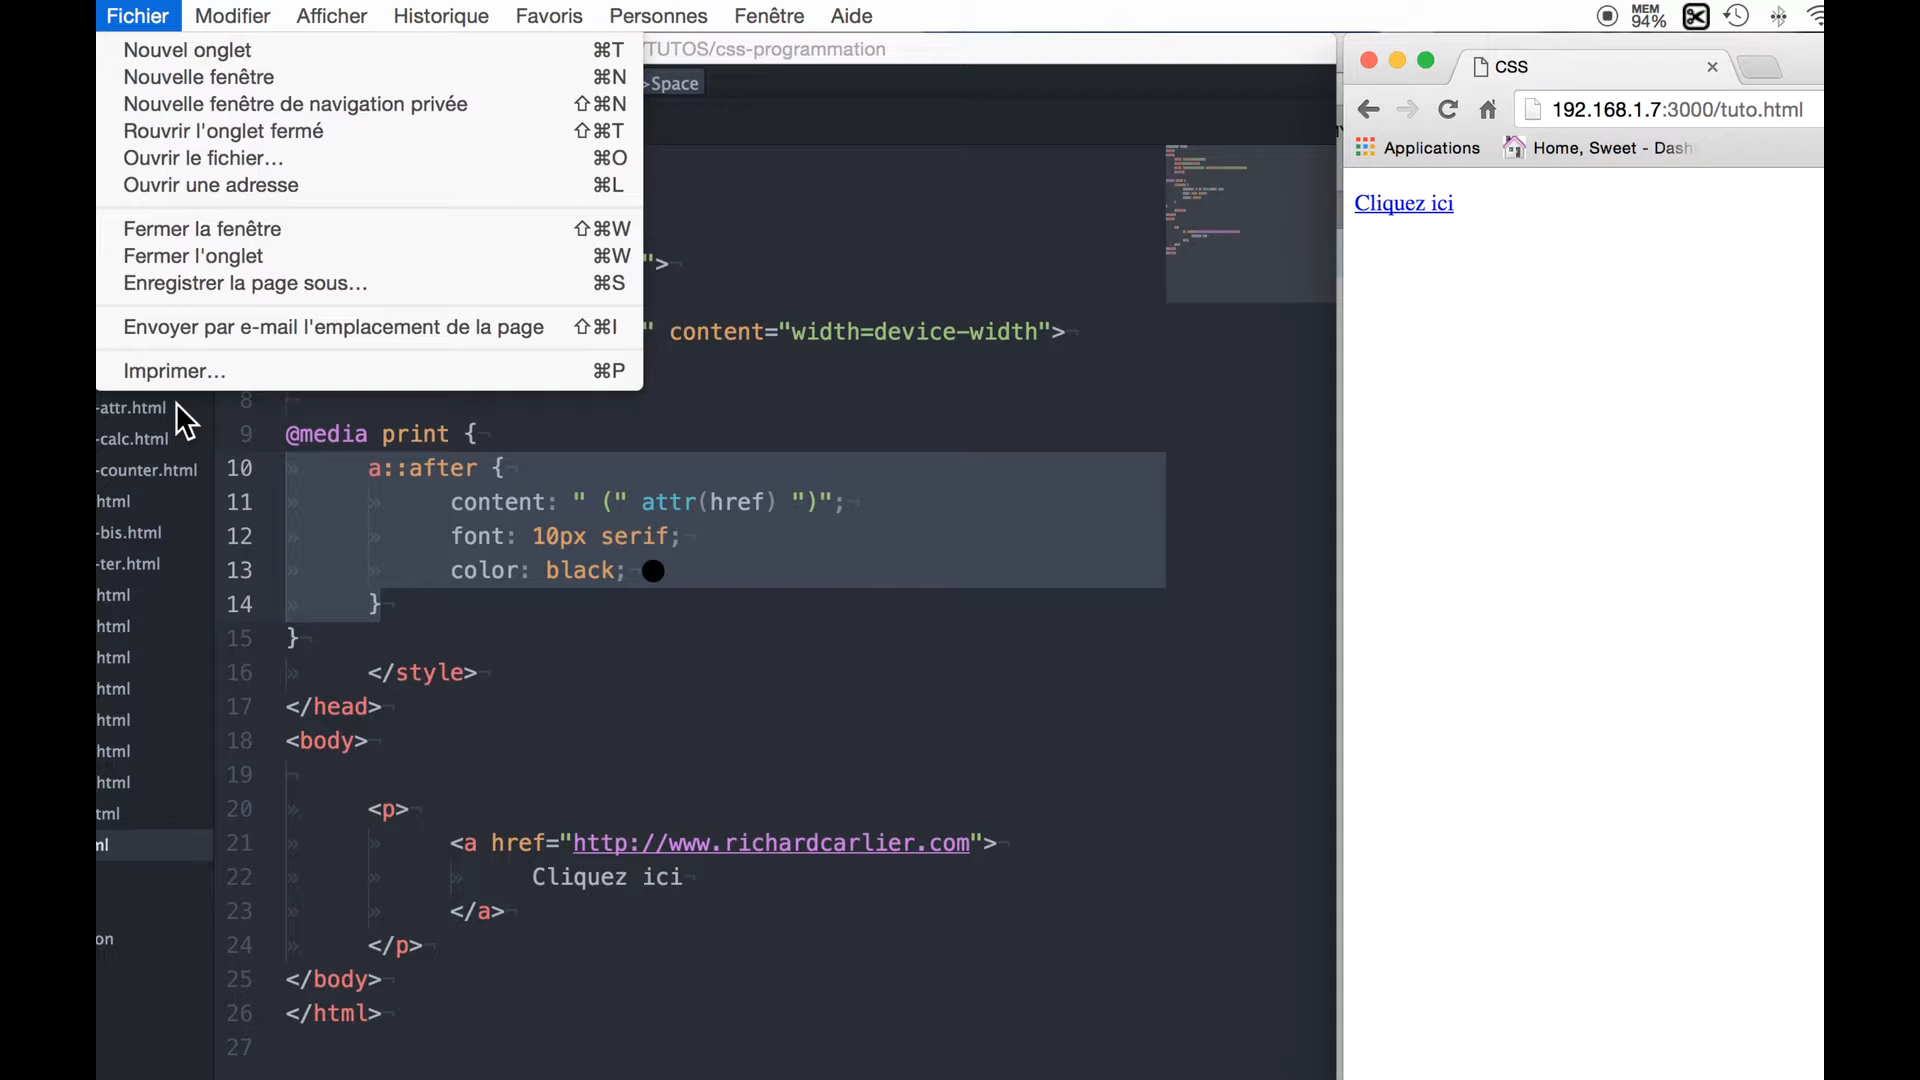 Fichier Modifier Afficher Historique Favoris Personnes Fenêtre Aide
MEM
94%
Nouvel onglet ⌘T
Nouvelle fenêtre ⌘N
Nouvelle fenêtre de navigation privée ⇧⌘N
Rouvrir l'onglet fermé ⇧⌘T
Ouvrir le fichier... ⌘O
Ouvrir une adresse ⌘L
Fermer la fenêtre ⇧⌘W
Fermer l'onglet ⌘W
Enregistrer la page sous... ⌘S
Envoyer par e-mail l'emplacement de la page ⇧⌘I
Imprimer... ⌘P
/TUTOS/css-programmation
>Space
">
" content="width=device-width">
-attr.html
-calc.html
-counter.html
html
-bis.html
-ter.html
html
html
html
html
html
html
html
tml
ml
on
8
9 @media print {
10 a::after {
11 content: " (" attr(href) ")";
12 font: 10px serif;
13 color: black;
14 }
15 }
16 </style>
17 </head>
18 <body>
19
20 <p>
21 <a href="http://www.richardcarlier.com">
22 Cliquez ici
23 </a>
24 </p>
25 </body>
26 </html>
27
CSS
192.168.1.7:3000/tuto.html
Applications Home, Sweet - Dash
Cliquez ici